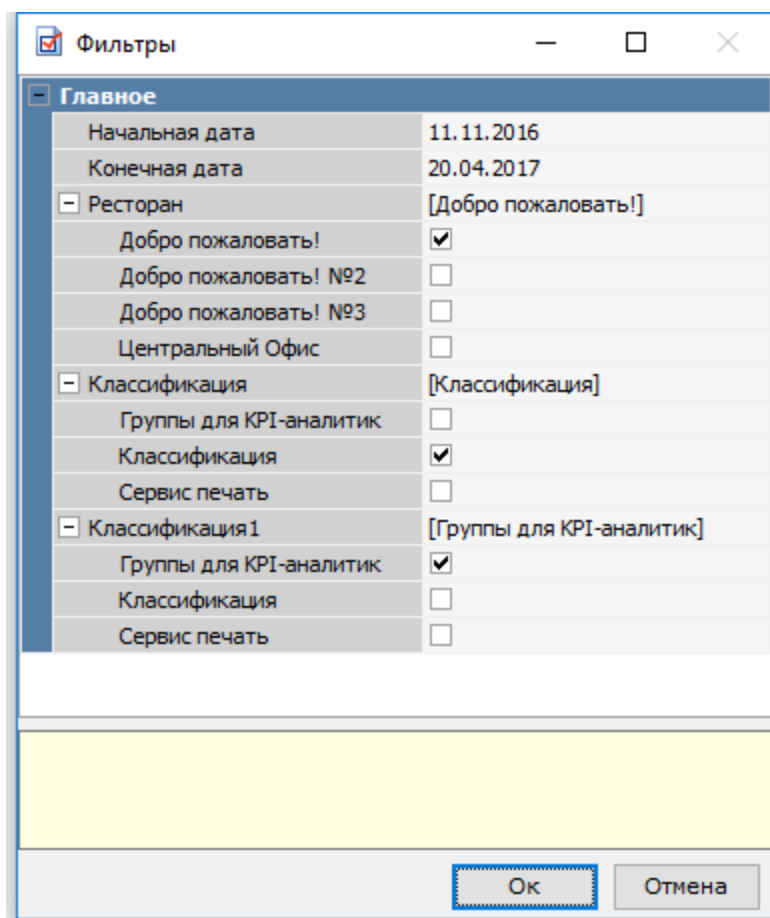 Фильтры
Главное
Начальная дата 11.11.2016
Конечная дата 20.04.2017
Ресторан [Добро пожаловать!]
Добро пожаловать!
Добро пожаловать! №2
Добро пожаловать! №3
Центральный Офис
Классификация [Классификация]
Группы для KPI-аналитик
Классификация
Сервис печать
Классификация1 [Группы для KPI-аналитик]
Группы для KPI-аналитик
Классификация
Сервис печать
Ок Отмена